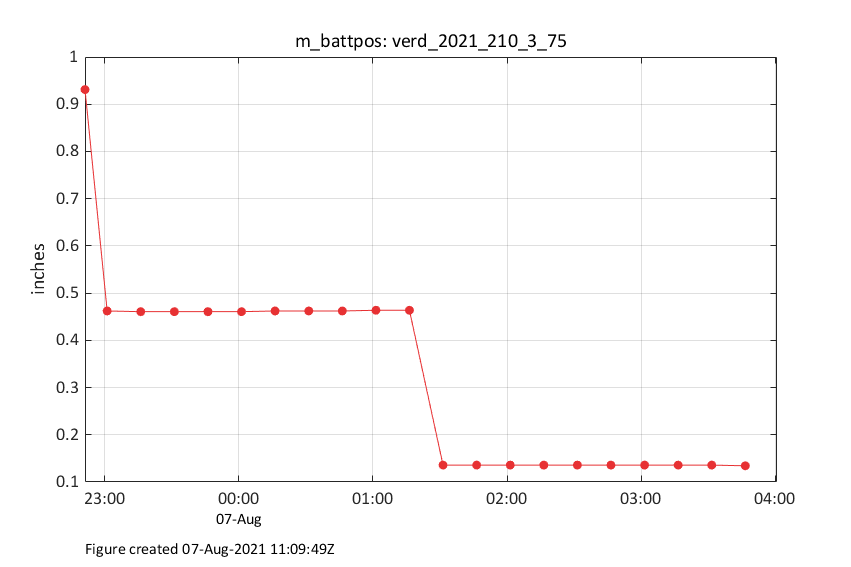 m_battpos: verd_2021_210_3_75
1
0.9
0.8
0.7
0.6
0.5
0.4
0.3
0.2
0.1
inches
23:00 00:00 01:00 02:00 03:00 04:00
07-Aug
Figure created 07-Aug-2021 11:09:49Z